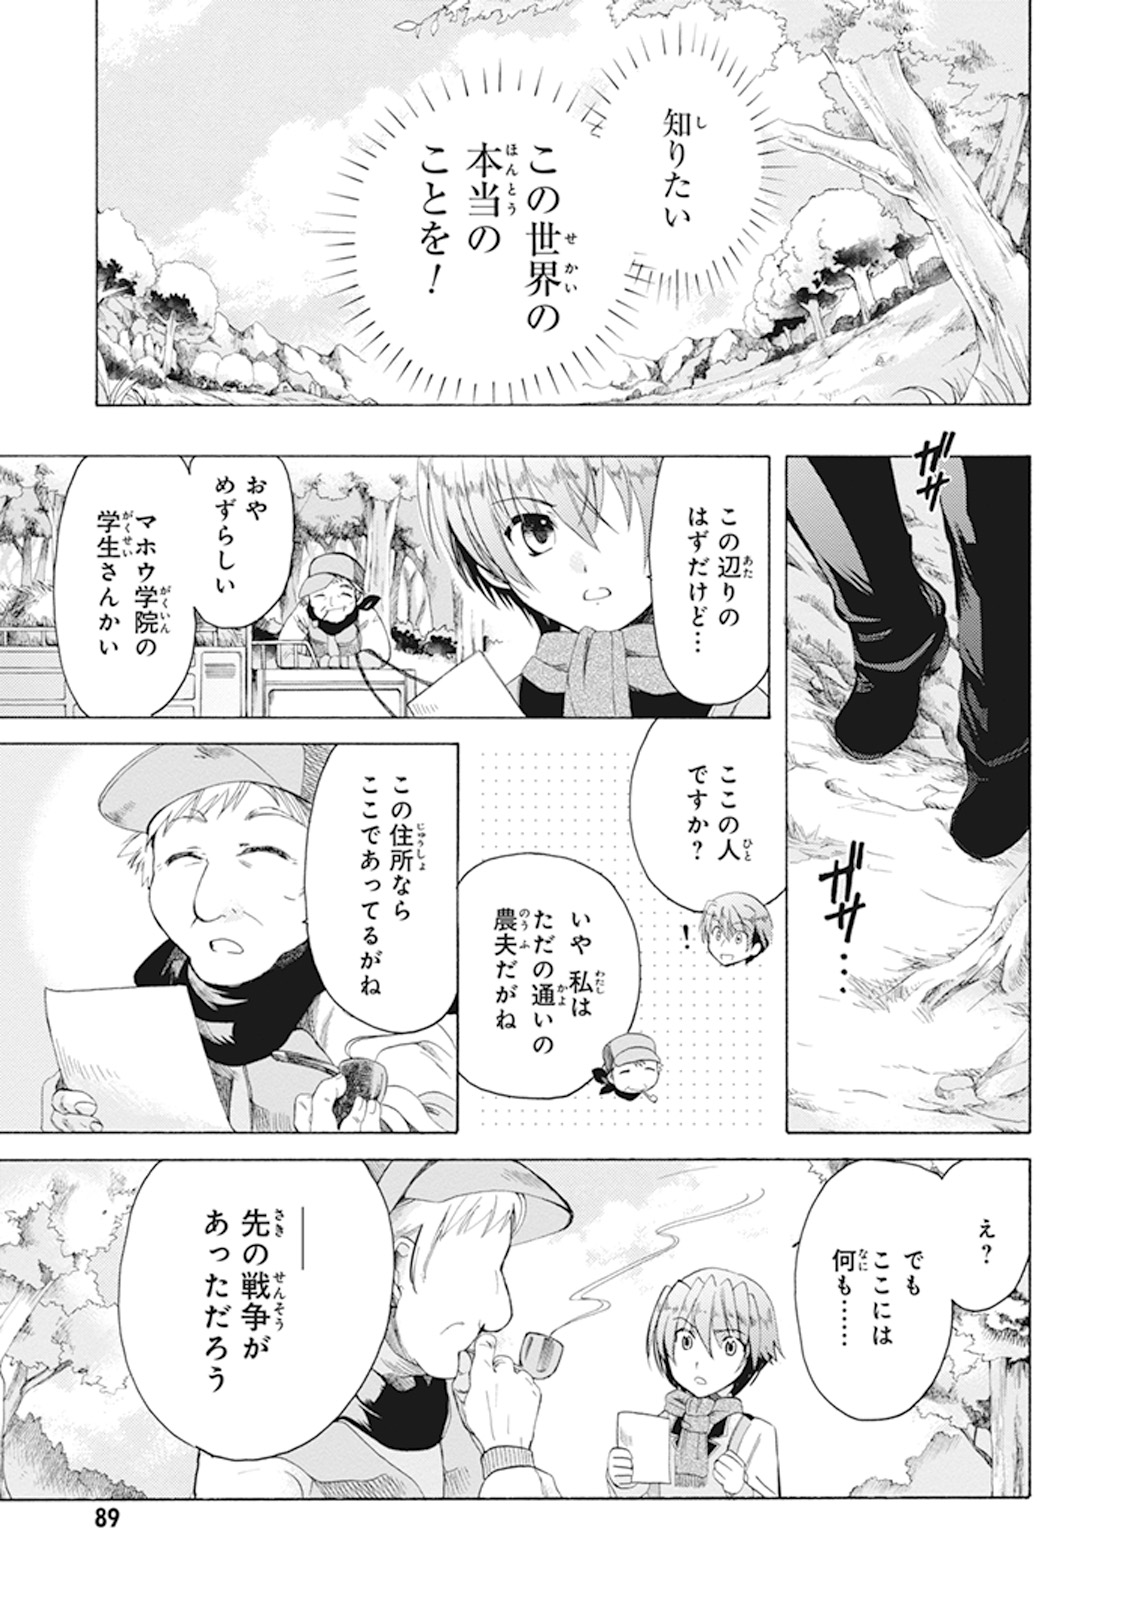 知りたい
この世界の
本当の
ことを！
ガサ
ガサ…
この辺りの
はずだけど…
おや
めずらしい
マホウ学院の
学生さんかい
ここの人
ですか？
！
いや 私は
ただの通いの
農夫だがね
この住所なら
ここであってるがね
え？
でも
ここには
何も……
――先の戦争が
あっただろう
89